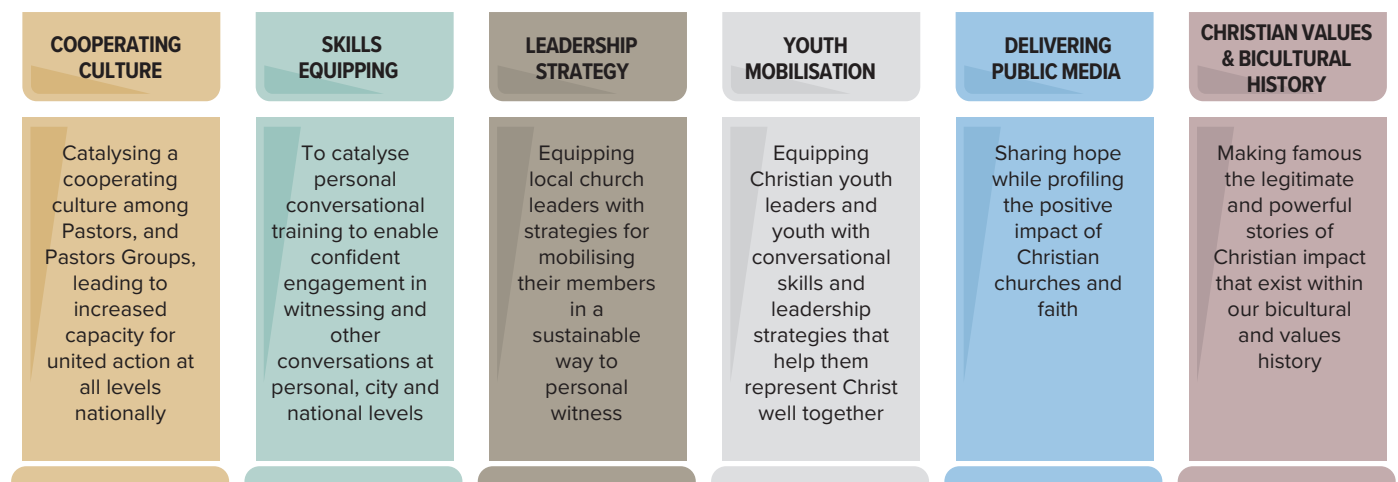 COOPERATING
CULTURE
Catalysing a
cooperating
culture among
Pastors, and
Pastors Groups,
leading to
increased
capacity for
united action at
all levels
nationally
SKILLS
EQUIPPING
To catalyse
personal
conversational
training to enable
confident
engagement in
witnessing and
other
conversations at
personal, city and
national levels
LEADERSHIP
STRATEGY
Equipping
local church
leaders with
strategies for
mobilising
their members
in a
sustainable
way to
personal
witness
YOUTH
MOBILISATION
Equipping
Christian youth
leaders and
youth with
conversational
skills and
leadership
strategies that
help them
represent Christ
well together
DELIVERING
PUBLIC MEDIA
Sharing hope
while profiling
the positive
impact of
Christian
churches and
faith
CHRISTIAN VALUES
& BICULTURAL
HISTORY
Making famous
the legitimate
and powerful
stories of
Christian impact
that exist within
our bicultural
and values
history